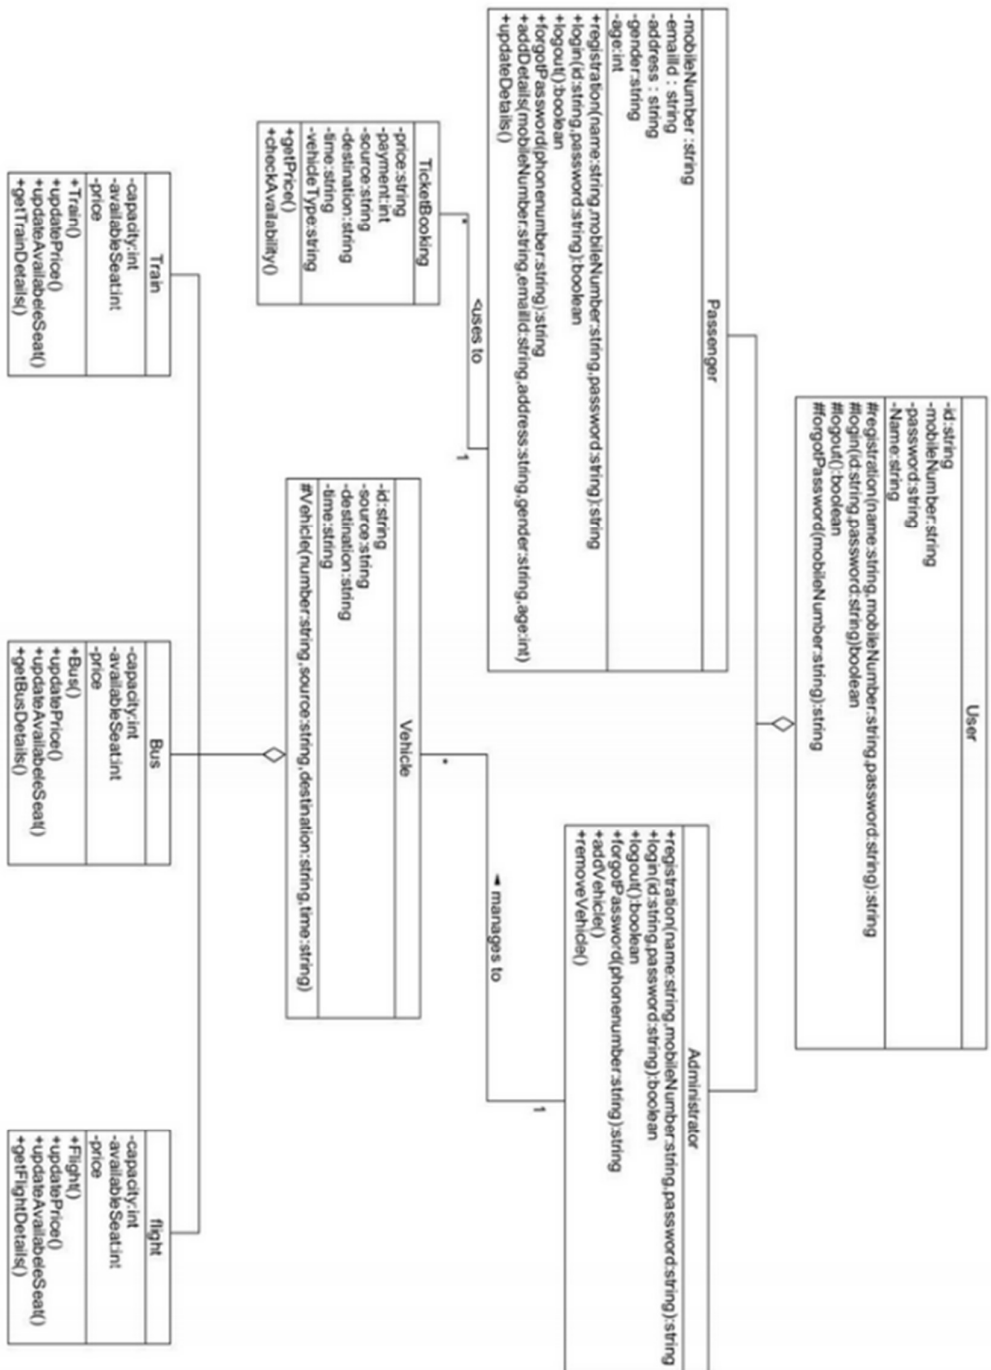 User
-id:string
-mobileNumber:string
-password:string
-Name:string
#registration(name:string,mobileNumber:string,password:string):string
#login(id:string,password:string)boolean
#logout():boolean
#forgotPassword(mobileNumber:string):string
Passenger
-mobileNumber :string
-emailId : string
-address : string
-gender:string
-age:int
+registration(name:string,mobileNumber:string,password:string):string
+login(id:string,password:string):boolean
+logout():boolean
+forgotPassword(phonenumber:string):string
+addDetails(mobileNumber:string,emailId:string,address:string,gender:string,age:int)
+updateDetails()
Administrator
+registration(name:string,mobileNumber:string,password:string):string
+login(id:string,password:string):boolean
+logout():boolean
+forgotPassword(phonenumber:string):string
+addVehicle()
+removeVehicle()
1
<uses to
*
1
◄ manages to
*
TicketBooking
-price:string
-payment:int
-source:string
-destination:string
-time:string
-vehicleType:string
+getPrice()
+checkAvailability()
Vehicle
-id:string
-source:string
-destination:string
-time:string
#Vehicle(number:string,source:string,destination:string,time:string)
Train
-capacity:int
-availableSeat:int
-price
+Train()
+updatePrice()
+updateAvailabeleSeat()
+getTrainDetails()
Bus
-capacity:int
-availableSeat:int
-price
+Bus()
+updatePrice()
+updateAvailabeleSeat()
+getBusDetails()
flight
-capacity:int
-availableSeat:int
-price
+Flight()
+updatePrice()
+updateAvailabeleSeat()
+getFlightDetails()